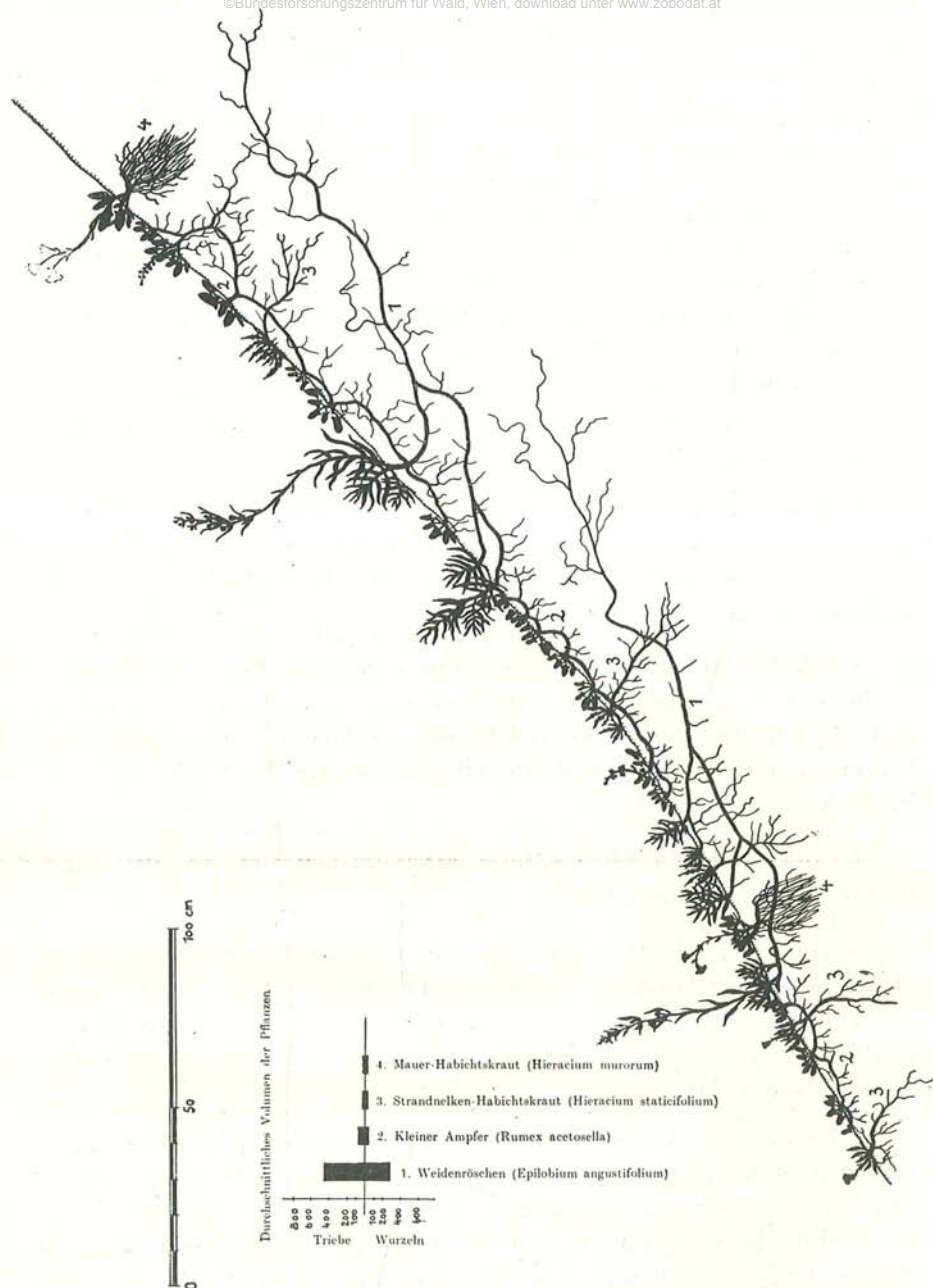 ©Bundesforschungszentrum für Wald, Wien, download unter www.zobodat.at
4
3
2
3
1
2
3
1
4
3
2
3
100 cm
50
0
Durchschnittliches Volumen der Pflanzen
4. Mauer-Habichtskraut (Hieracium murorum)
3. Strandnelken-Habichtskraut (Hieracium staticifolium)
2. Kleiner Ampfer (Rumex acetosella)
1. Weidenröschen (Epilobium angustifolium)
800 400 200 100 100 200 400 600
Triebe Wurzeln